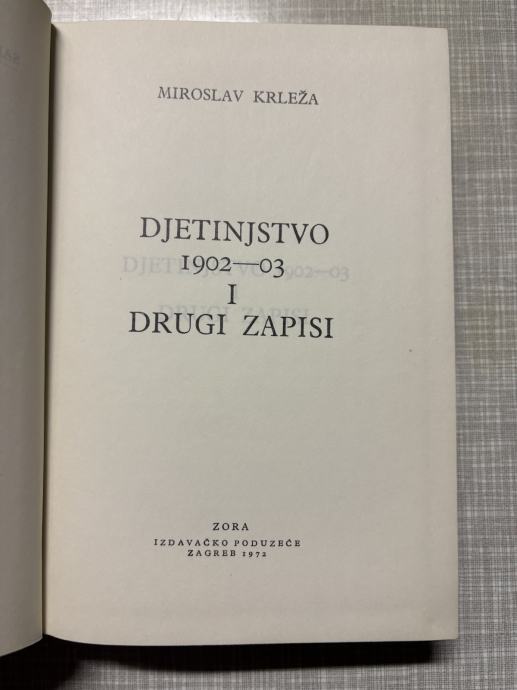 MIROSLAV KRLEŽA
DJETINJSTVO
1902—03
I
DRUGI ZAPISI
ZORA
IZDAVAČKO PODUZEĆE
ZAGREB 1972